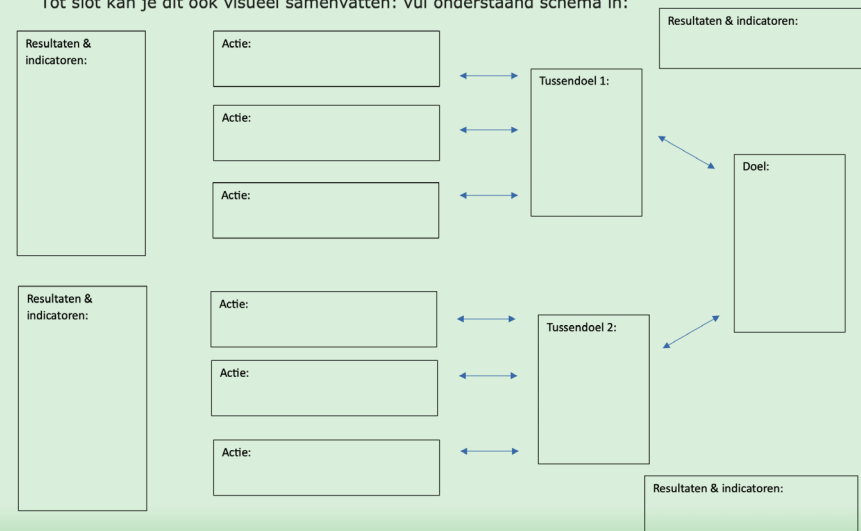 Tot slot kan je dit ook visueel samenvatten: vul onderstaand schema in:
Resultaten & indicatoren:
Resultaten &
indicatoren:
Actie:
Actie:
Actie:
Tussendoel 1:
Doel:
Resultaten &
indicatoren:
Actie:
Actie:
Actie:
Tussendoel 2:
Resultaten & indicatoren: